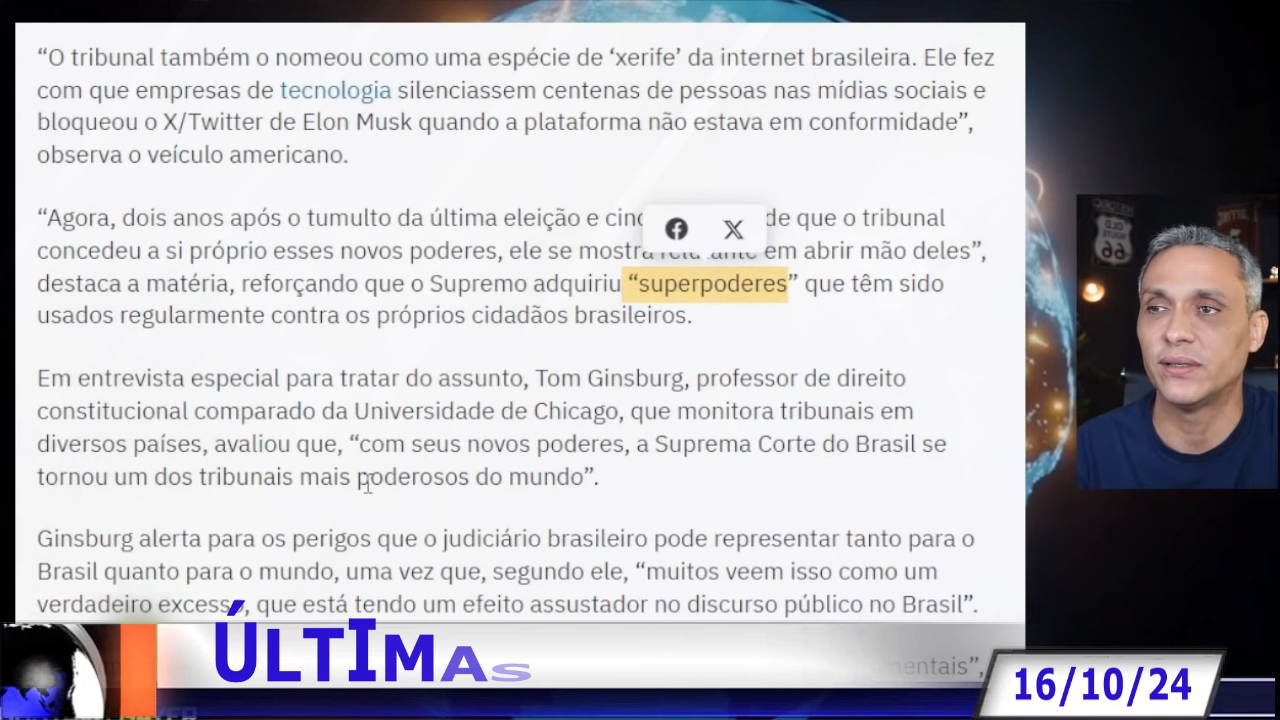 “O tribunal também o nomeou como uma espécie de ‘xerife’ da internet brasileira. Ele fez
com que empresas de tecnologia silenciassem centenas de pessoas nas mídias sociais e
bloqueou o X/Twitter de Elon Musk quando a plataforma não estava em conformidade”,
observa o veículo americano.
“Agora, dois anos após o tumulto da última eleição e de que o tribunal
concedeu a si próprio esses novos poderes, ele se mostra em abrir mão deles”,
destaca a matéria, reforçando que o Supremo adquiriu “superpoderes” que têm sido
usados regularmente contra os próprios cidadãos brasileiros.
Em entrevista especial para tratar do assunto, Tom Ginsburg, professor de direito
constitucional comparado da Universidade de Chicago, que monitora tribunais em
diversos países, avaliou que, “com seus novos poderes, a Suprema Corte do Brasil se
tornou um dos tribunais mais poderosos do mundo”.
Ginsburg alerta para os perigos que o judiciário brasileiro pode representar tanto para o
Brasil quanto para o mundo, uma vez que, segundo ele, “muitos veem isso como um
verdadeiro excesso, que está tendo um efeito assustador no discurso público no Brasil”.
ÚLTIMAS
16/10/24
66